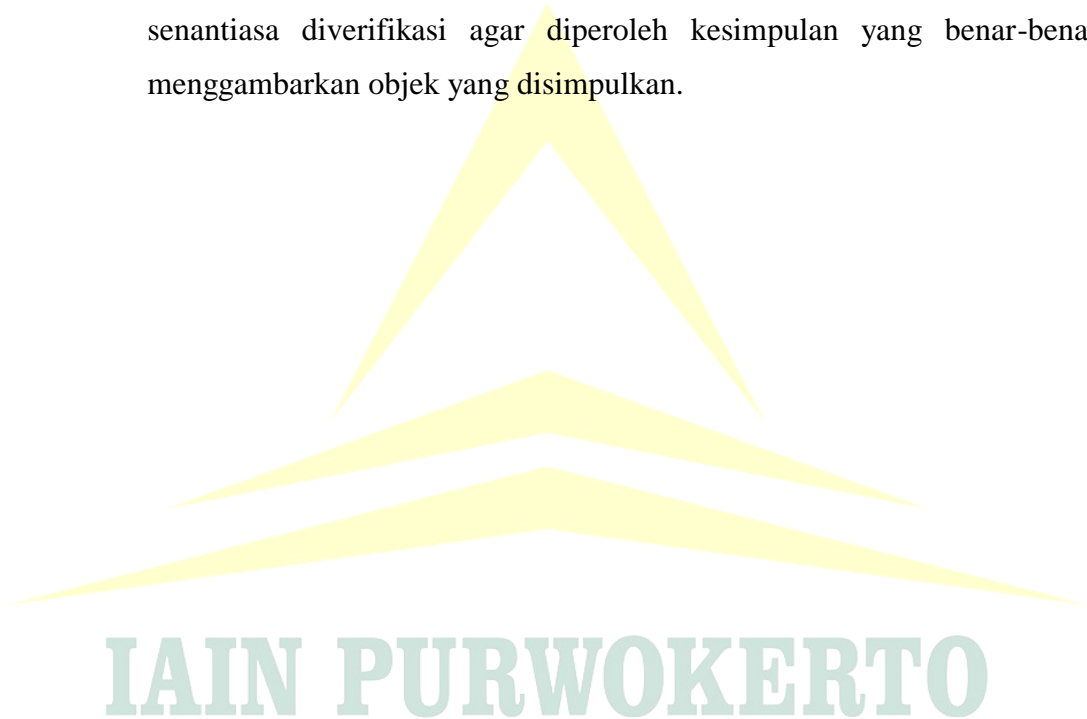 senantiasa diverifikasi agar diperoleh kesimpulan yang benar-bena
menggambarkan objek yang disimpulkan.
IAIN PURWOKERTO